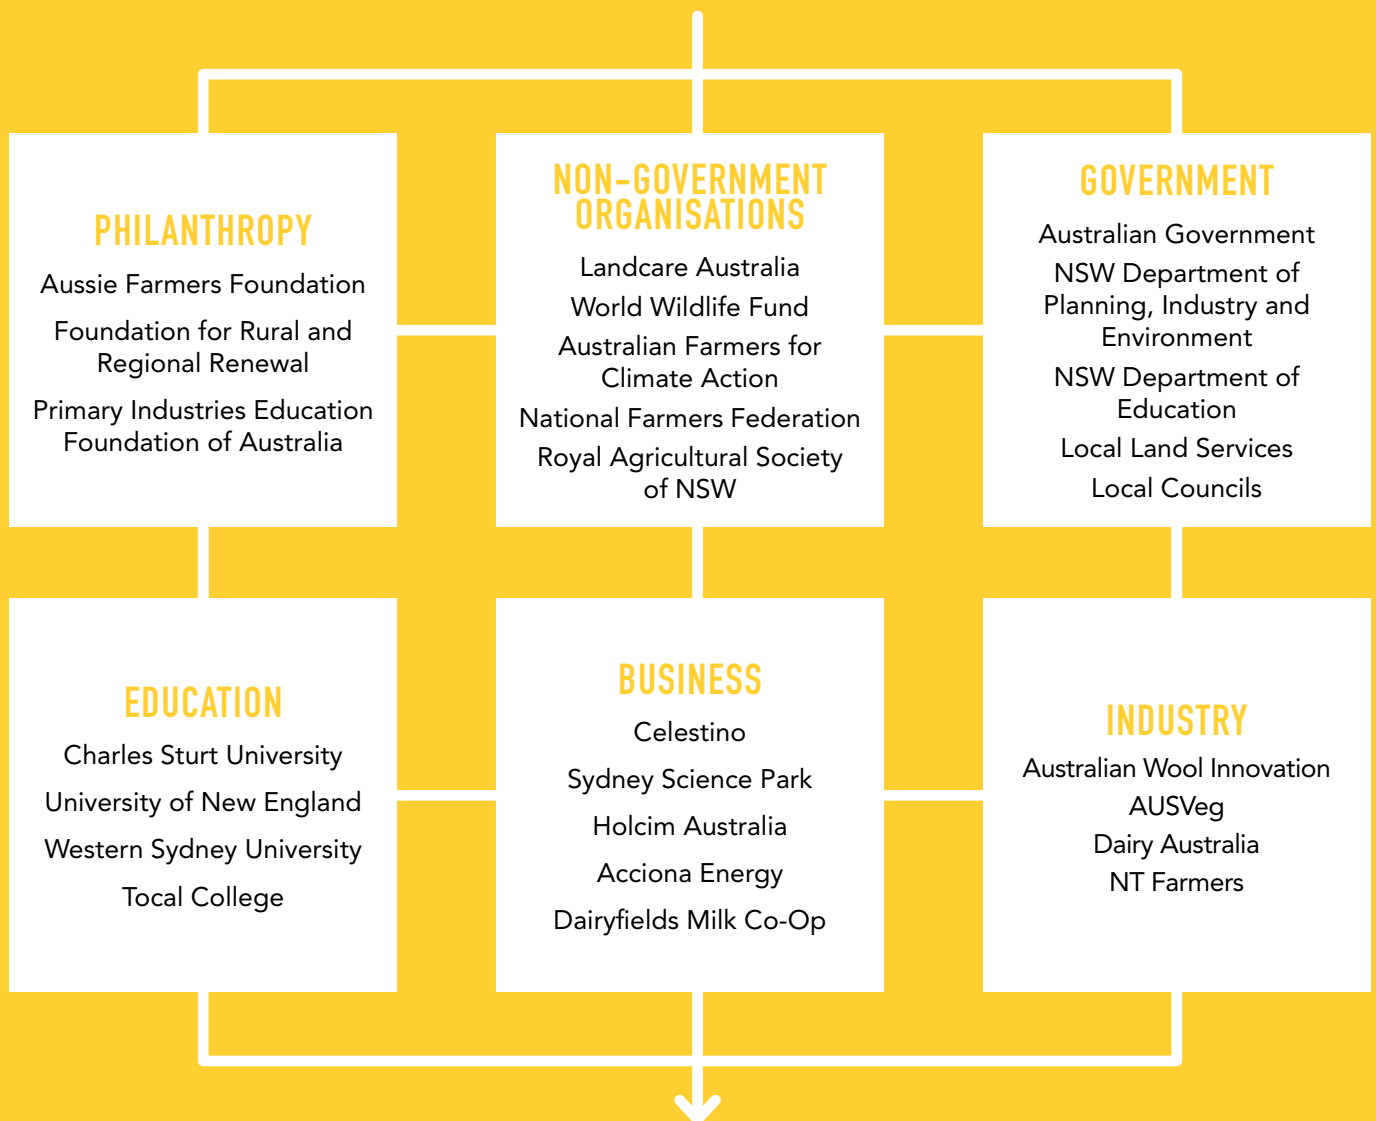 PHILANTHROPY
Aussie Farmers Foundation
Foundation for Rural and
Regional Renewal
Primary Industries Education
Foundation of Australia
NON-GOVERNMENT
ORGANISATIONS
Landcare Australia
World Wildlife Fund
Australian Farmers for
Climate Action
National Farmers Federation
Royal Agricultural Society
of NSW
GOVERNMENT
Australian Government
NSW Department of
Planning, Industry and
Environment
NSW Department of
Education
Local Land Services
Local Councils
EDUCATION
Charles Sturt University
University of New England
Western Sydney University
Tocal College
BUSINESS
Celestino
Sydney Science Park
Holcim Australia
Acciona Energy
Dairyfields Milk Co-Op
INDUSTRY
Australian Wool Innovation
AUSVeg
Dairy Australia
NT Farmers